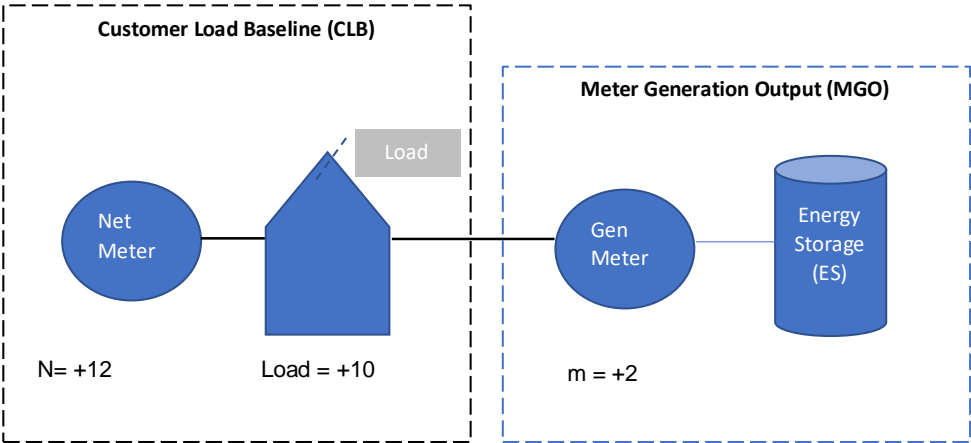 Customer Load Baseline (CLB)
Meter Generation Output (MGO)
Load
Net
Meter
Gen
Meter
Energy
Storage
(ES)
N= +12
Load = +10
m = +2